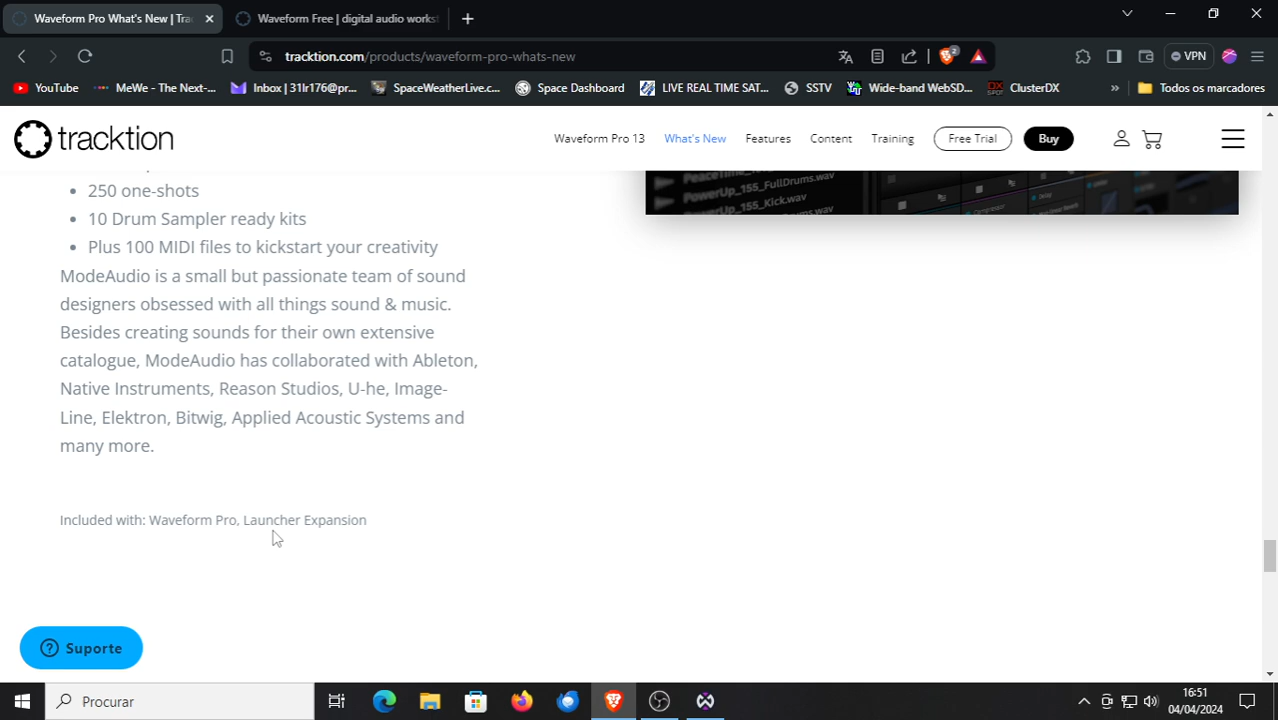 Waveform Pro What's New | Tra
Waveform Free | digital audio works
tracktion.com/products/waveform-pro-whats-new
2
VPN
YouTube
MeWe - The Next-...
Inbox | 31lr176@pr...
SpaceWeatherLive.c...
Space Dashboard
LIVE REAL TIME SAT...
SSTV
Wide-band WebSD...
ClusterDX
»
Todos os marcadores
tracktion
Waveform Pro 13
What's New
Features
Content
Training
Free Trial
Buy
250 one-shots
10 Drum Sampler ready kits
Plus 100 MIDI files to kickstart your creativity
ModeAudio is a small but passionate team of sound
designers obsessed with all things sound & music.
Besides creating sounds for their own extensive
catalogue, ModeAudio has collaborated with Ableton,
Native Instruments, Reason Studios, U-he, Image-
Line, Elektron, Bitwig, Applied Acoustic Systems and
many more.
Included with: Waveform Pro, Launcher Expansion
PeaceTime_155_
PowerUp_155_FullDrums.wav
PowerUp_155_Kick.wav
Compressor
Delay
Suporte
Procurar
16:51
04/04/2024